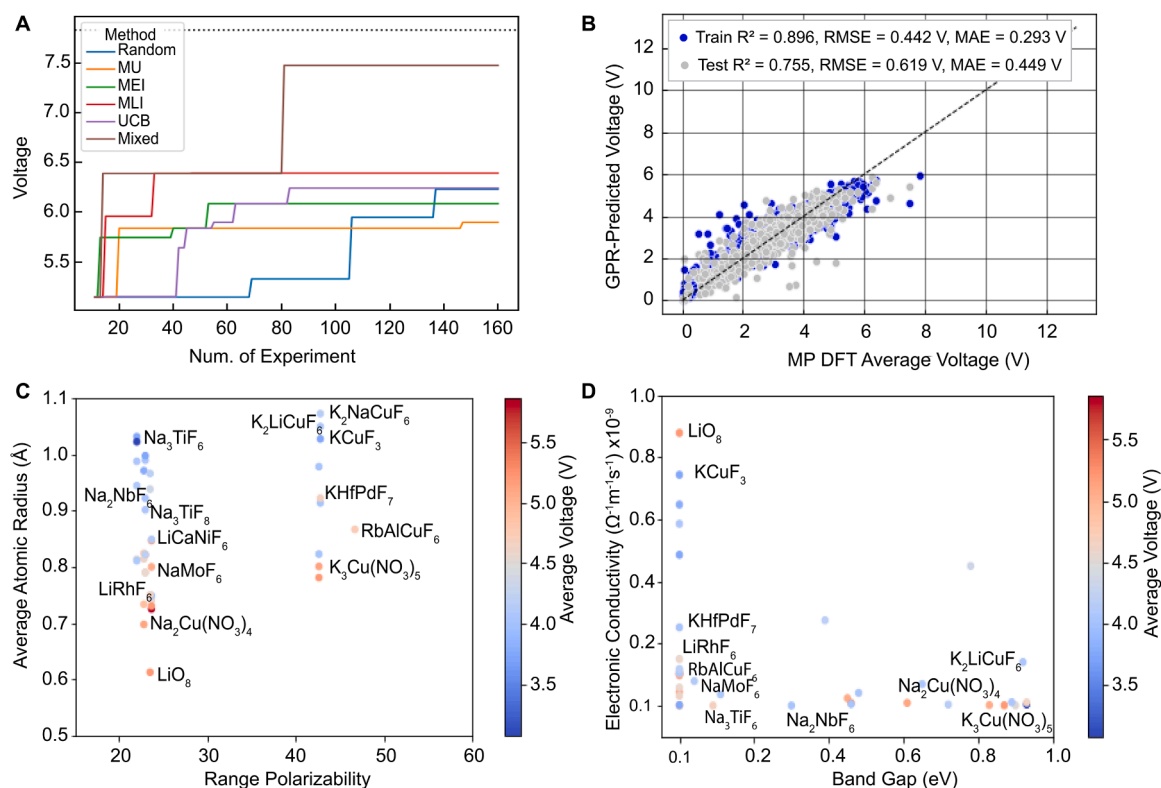 A
Method
Random
MU
MEI
MLI
UCB
Mixed
7.5
7.0
6.5
6.0
5.5
Voltage
20 40 60 80 100 120 140 160
Num. of Experiment
B
Train R² = 0.896, RMSE = 0.442 V, MAE = 0.293 V
Test R² = 0.755, RMSE = 0.619 V, MAE = 0.449 V
12
10
8
6
4
2
0
GPR-Predicted Voltage (V)
0 2 4 6 8 10 12
MP DFT Average Voltage (V)
C
1.1
1.0
0.9
0.8
0.7
0.6
0.5
Average Atomic Radius (Å)
K₂NaCuF₆
K₂LiCuF₆
KCuF₃
Na₃TiF₆
Na₂NbF₆
KHfPdF₇
Na₃TiF₈
RbAlCuF₆
LiCaNiF₆
NaMoF₆
K₃Cu(NO₃)₅
LiRhF₆
Na₂Cu(NO₃)₄
LiO₈
20 30 40 50 60
Range Polarizability
5.5
5.0
4.5
4.0
3.5
Average Voltage (V)
D
1.0
0.8
0.6
0.4
0.2
0.1
Electronic Conductivity (Ω⁻¹m⁻¹s⁻¹) x10⁻⁹
LiO₈
KCuF₃
KHfPdF₇
LiRhF₆
K₂LiCuF₆
RbAlCuF₆
NaMoF₆
Na₂Cu(NO₃)₄
Na₃TiF₆
Na₂NbF₆
K₃Cu(NO₃)₅
0.1 0.2 0.4 0.6 0.8 1.0
Band Gap (eV)
5.5
5.0
4.5
4.0
3.5
Average Voltage (V)